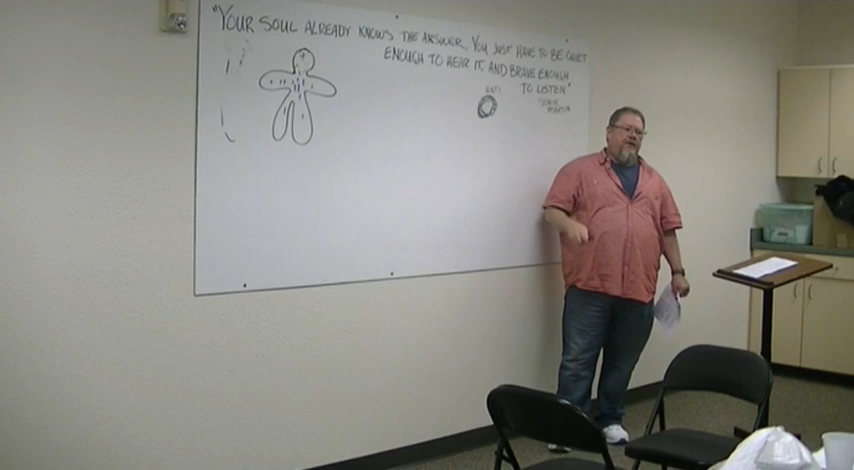 "YOUR SOUL ALREADY KNOWS THE ANSWER. YOU JUST HAVE TO BE QUIET
ENOUGH TO HEAR IT, AND BRAVE ENOUGH
TO LISTEN."